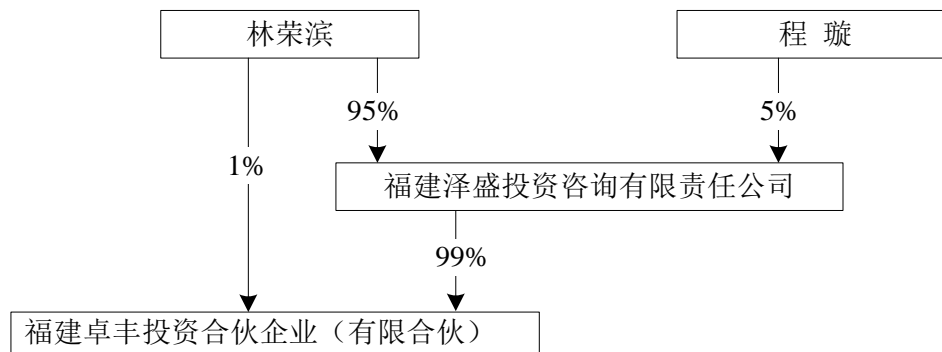 林荣滨
程 璇
95%
5%
1%
福建泽盛投资咨询有限责任公司
99%
福建卓丰投资合伙企业（有限合伙）